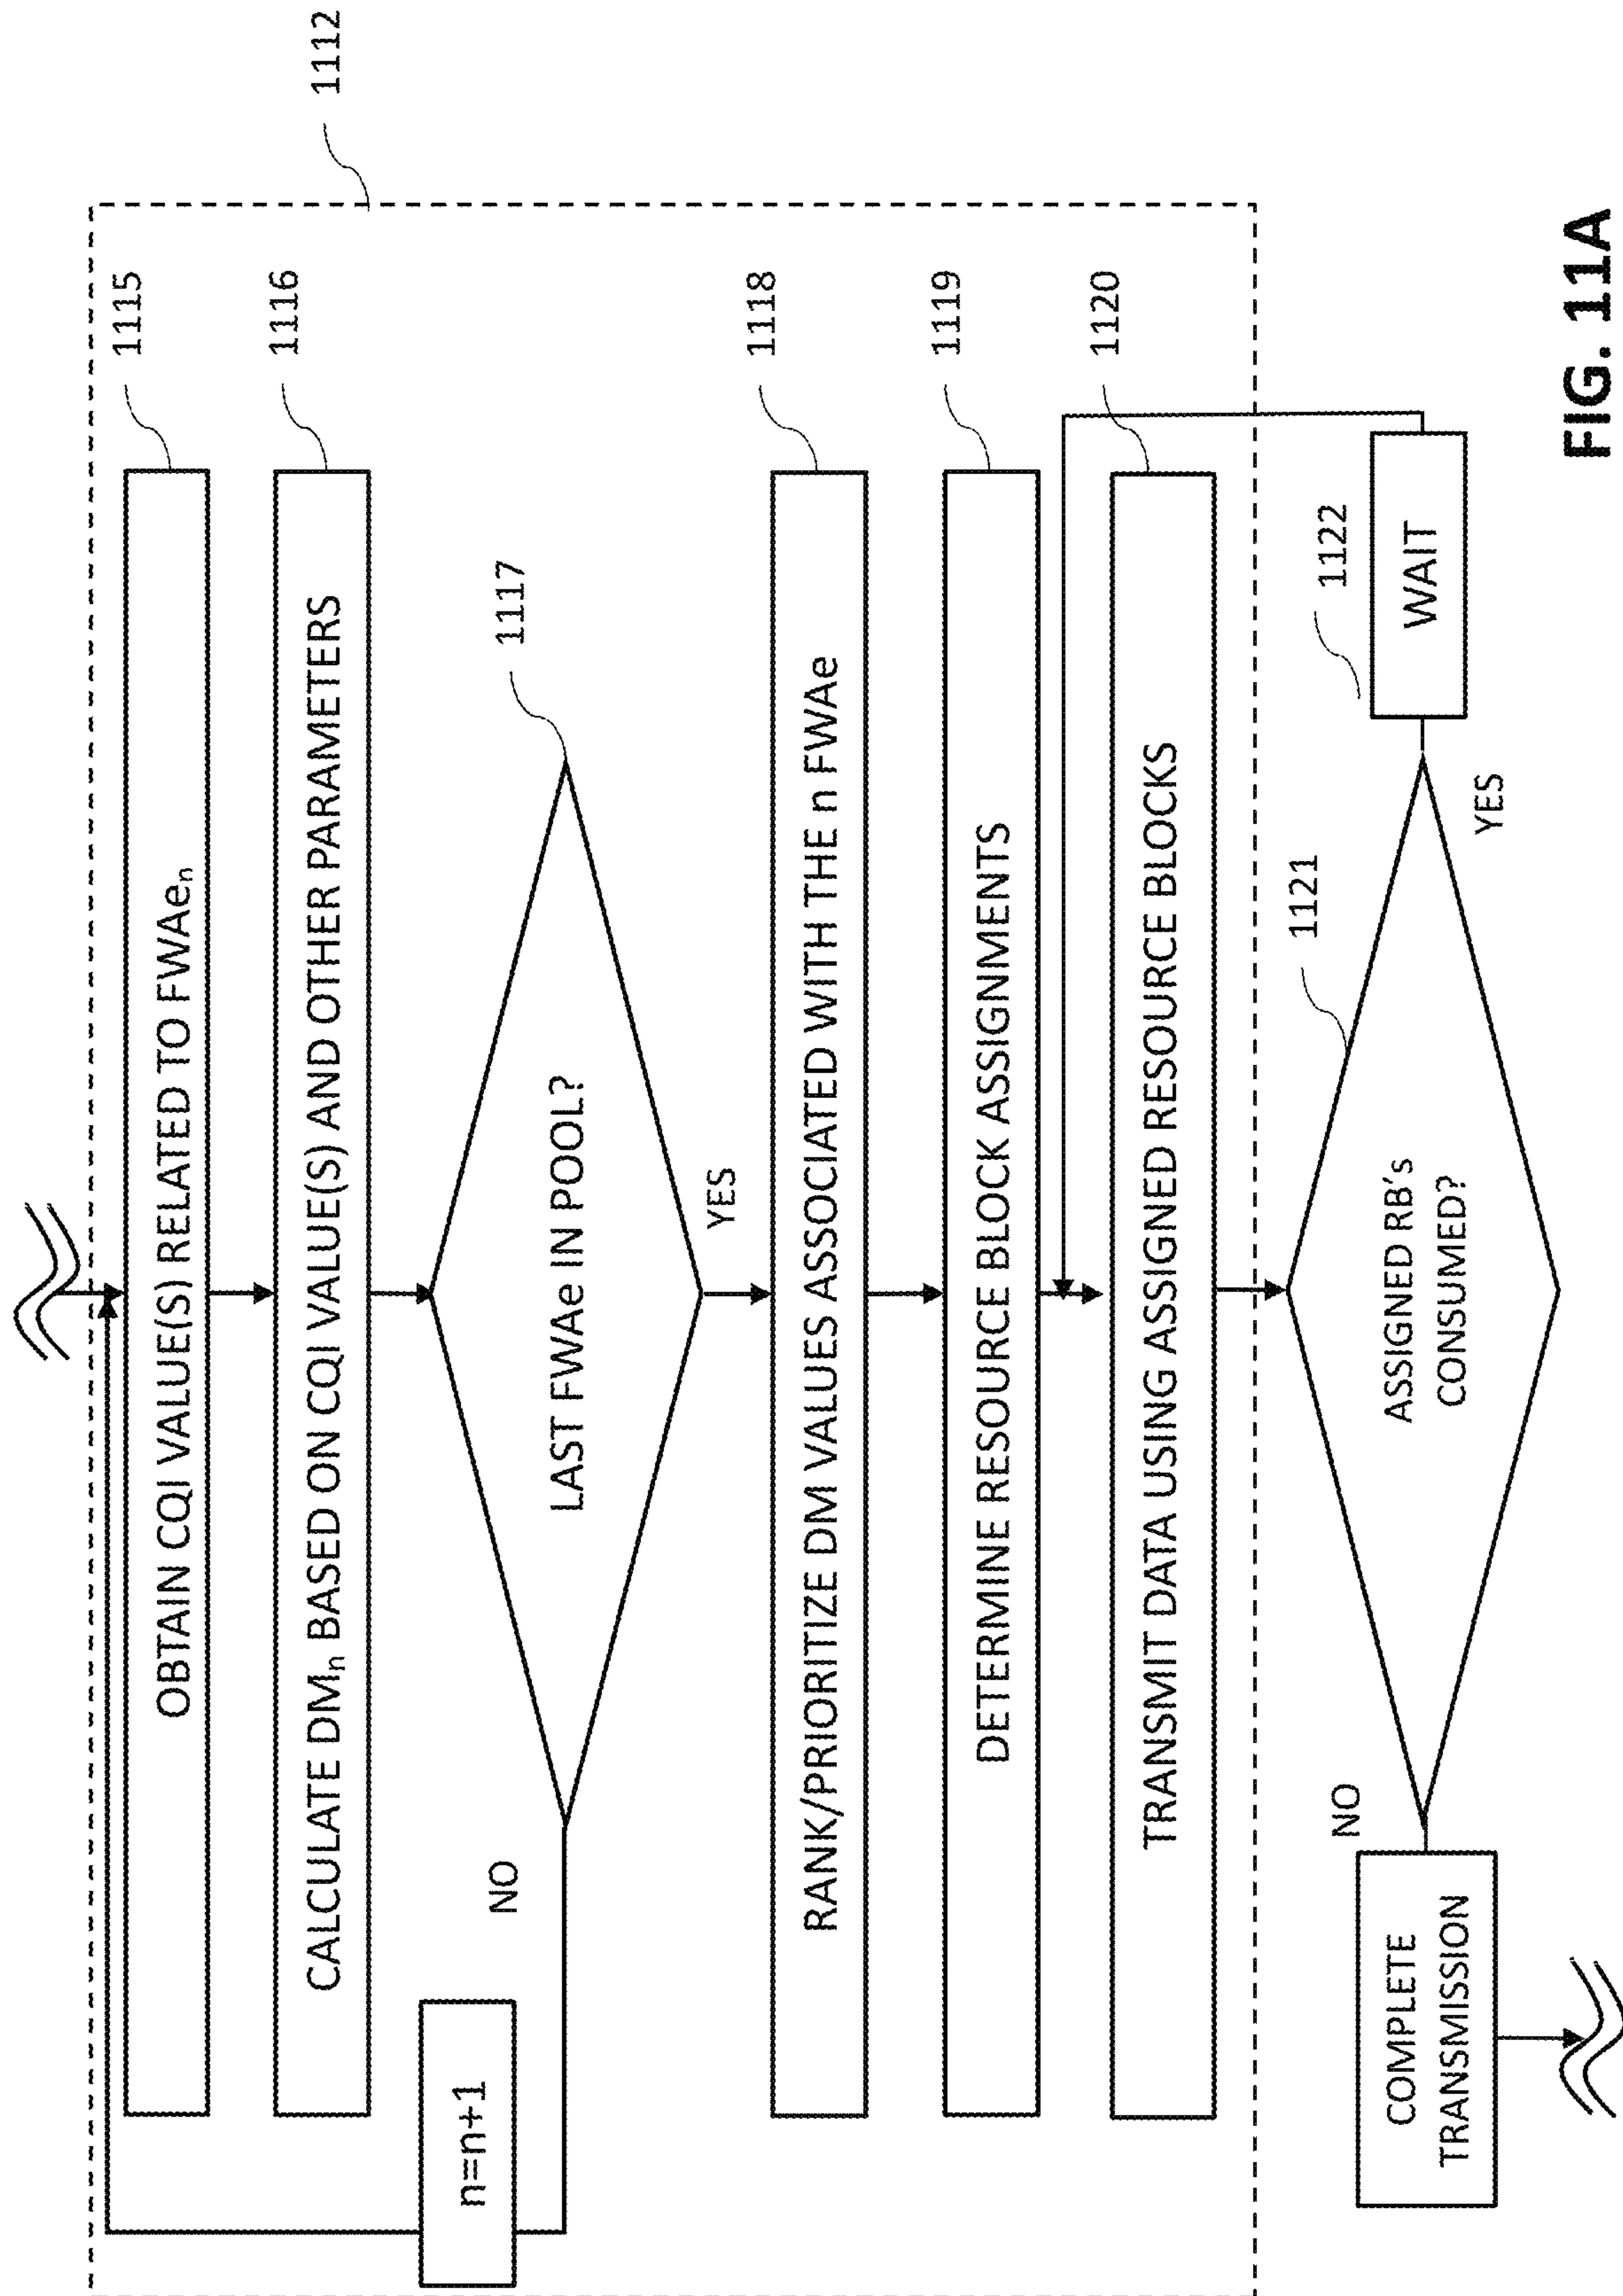 1112
1115
OBTAIN CQI VALUE(S) RELATED TO FWAeₙ
1116
CALCULATE DMₙ BASED ON CQI VALUE(S) AND OTHER PARAMETERS
n=n+1
NO
LAST FWAe IN POOL?
1117
YES
1118
RANK/PRIORITIZE DM VALUES ASSOCIATED WITH THE n FWAe
1119
DETERMINE RESOURCE BLOCK ASSIGNMENTS
1120
TRANSMIT DATA USING ASSIGNED RESOURCE BLOCKS
1121
ASSIGNED RB's
CONSUMED?
NO
COMPLETE
TRANSMISSION
YES
1122
WAIT
FIG. 11A